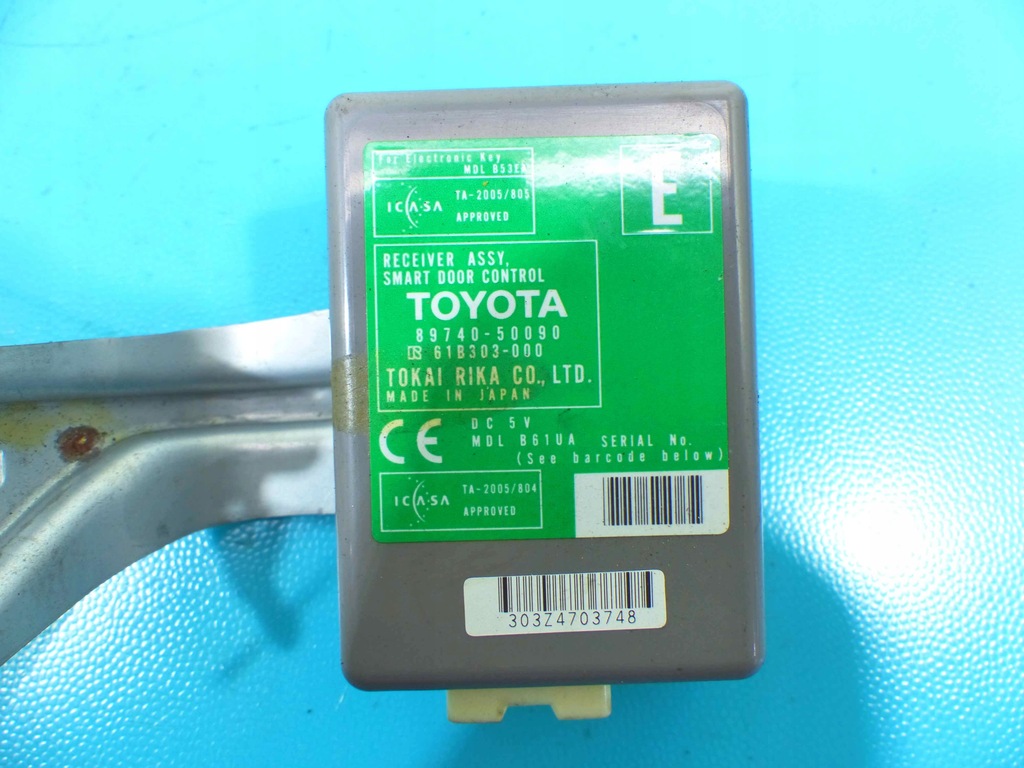 For Electronic Key
MDL B53EA
ICASA
TA-2005/805
APPROVED
E
RECEIVER ASSY,
SMART DOOR CONTROL
TOYOTA
89740-50090
61B303-000
TOKAI RIKA CO., LTD.
MADE IN JAPAN
CE
DC 5V
MDL B61UA SERIAL No.
(See barcode below)
ICASA
TA-2005/804
APPROVED
303Z4703748